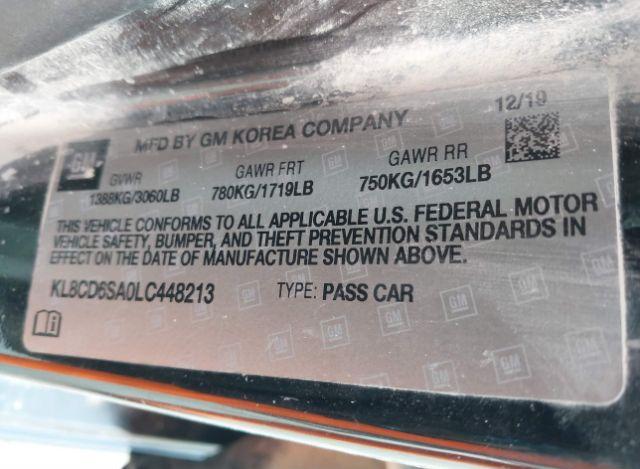 12/19
MFD BY GM KOREA COMPANY
GM
GVWR
GAWR FRT
GAWR RR
1388KG/3060LB
780KG/1719LB
750KG/1653LB
THIS VEHICLE CONFORMS TO ALL APPLICABLE U.S. FEDERAL MOTOR
VEHICLE SAFETY, BUMPER, AND THEFT PREVENTION STANDARDS IN
EFFECT ON THE DATE OF MANUFACTURE SHOWN ABOVE.
KL8CD6SA0LC448213
TYPE: PASS CAR